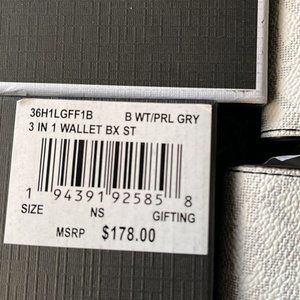 36H1LGFF1B B WT/PRL GRY
3 IN 1 WALLET BX ST
1 94391 92585 8
SIZE NS GIFTING
MSRP $178.00